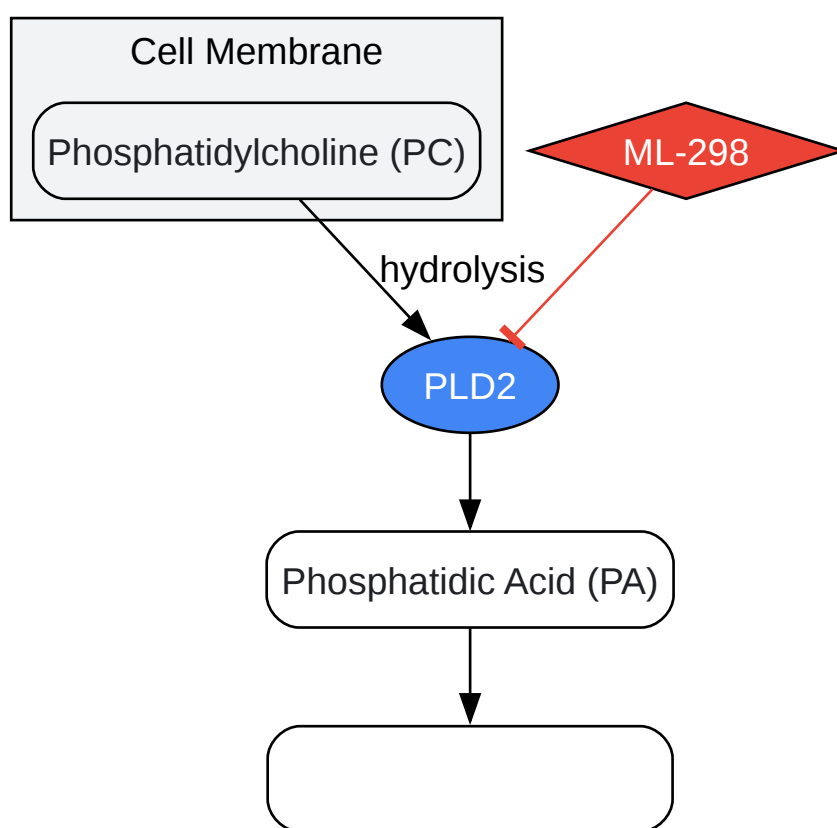 Cell Membrane
Phosphatidylcholine (PC)
ML-298
hydrolysis
PLD2
Phosphatidic Acid (PA)